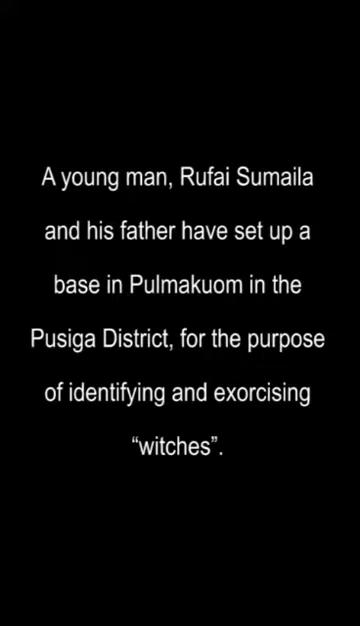 A young man, Rufai Sumaila
and his father have set up a
base in Pulmakuom in the
Pusiga District, for the purpose
of identifying and exorcising
“witches”.